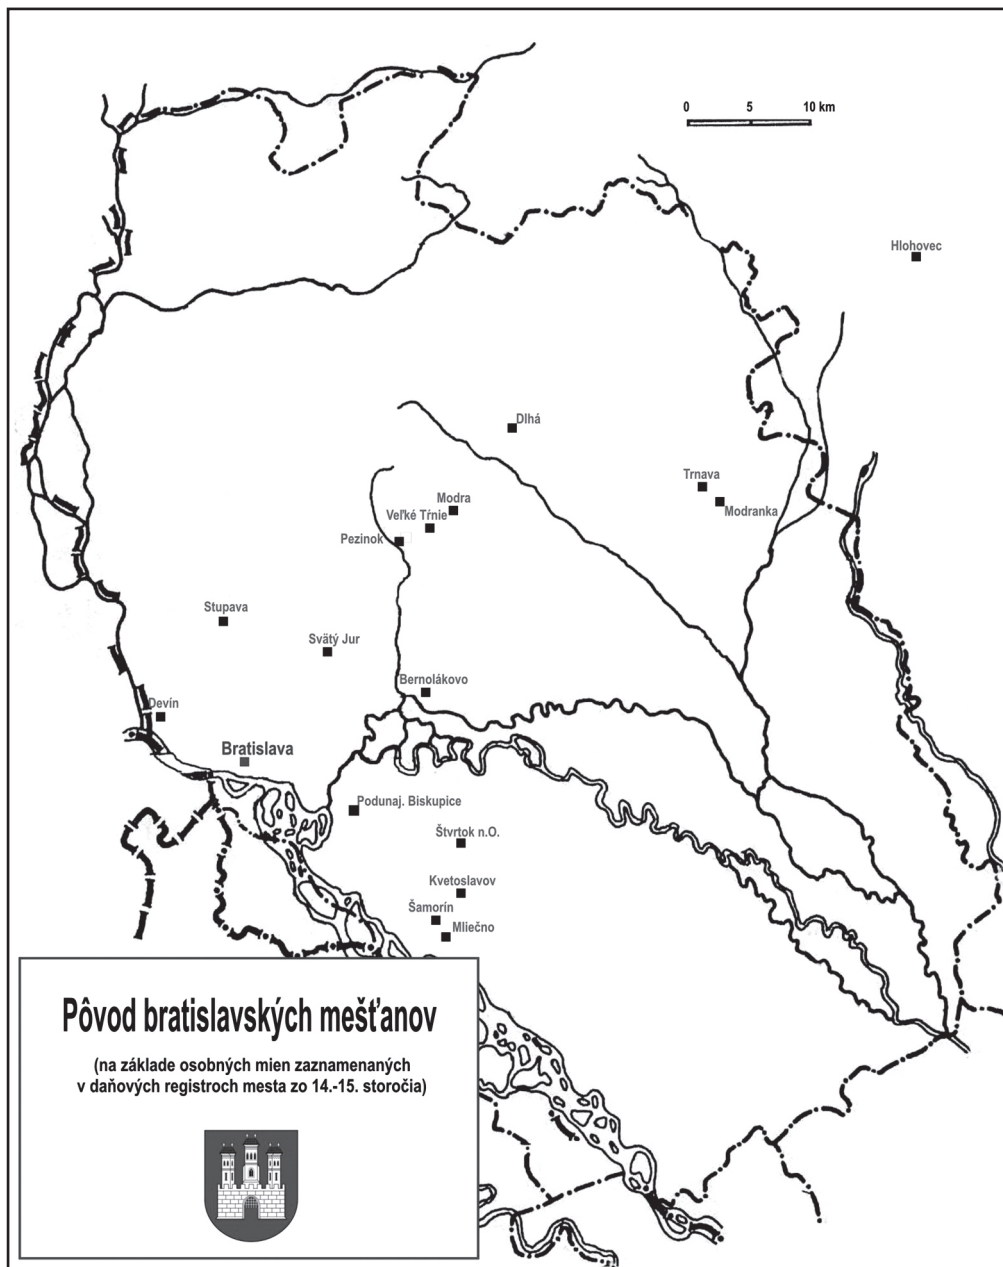 0 5 10 km
Hlohovec
Dlhá
Trnava
Modranka
Modra
Veľké Tŕnie
Pezinok
Stupava
Svätý Jur
Bernolákovo
Devín
Bratislava
Podunaj. Biskupice
Štvrtok n.O.
Kvetoslavov
Šamorín
Mliečno
Pôvod bratislavských mešťanov
(na základe osobných mien zaznamenaných
v daňových registroch mesta zo 14.-15. storočia)